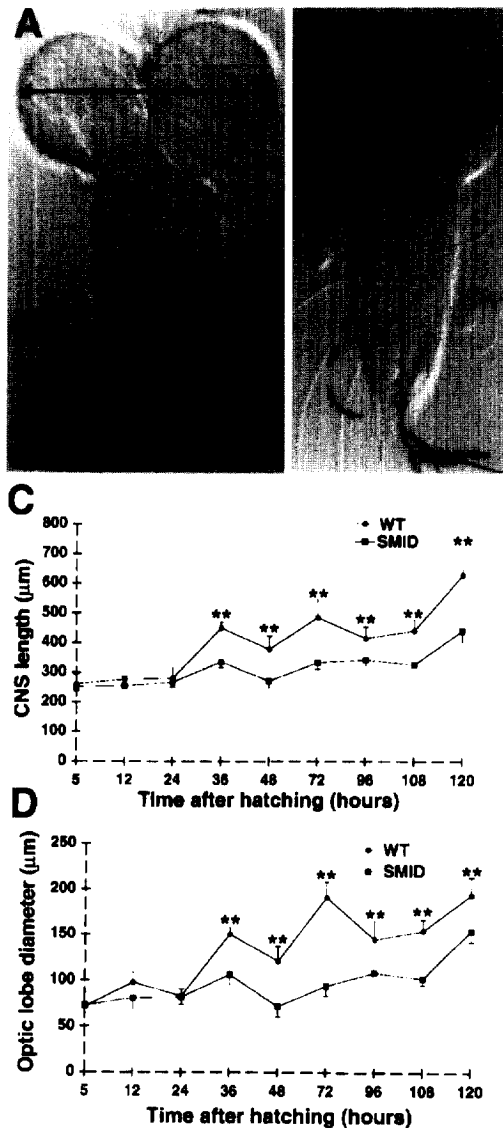 A
C
CNS length (μm)
800
700
600
500
400
300
200
100
0
WT
SMID
** ** ** ** ** **
5 12 24 36 48 72 96 108 120
Time after hatching (hours)
D
Optic lobe diameter (μm)
250
200
150
100
50
0
WT
SMID
** ** ** ** ** **
5 12 24 36 48 72 96 108 120
Time after hatching (hours)